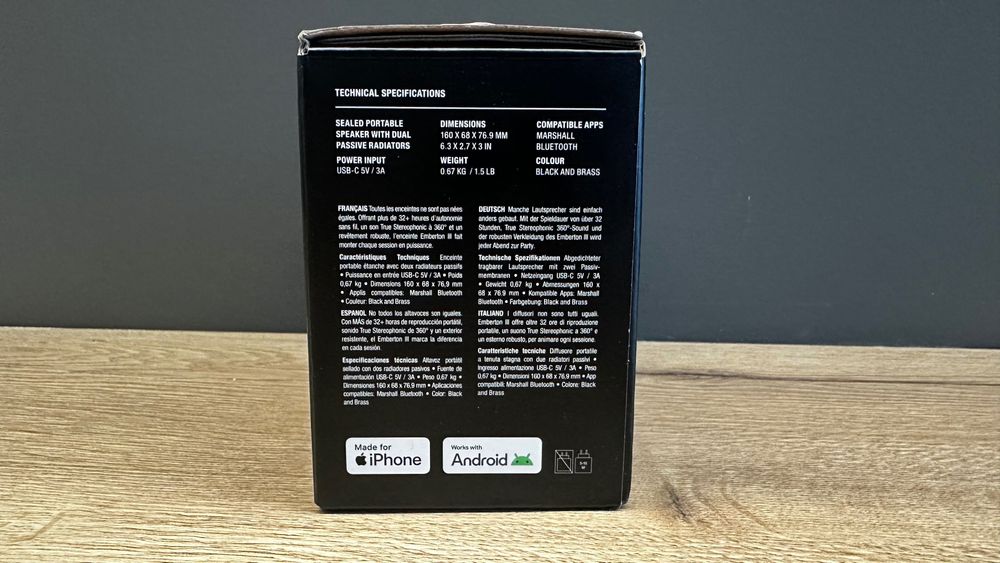 TECHNICAL SPECIFICATIONS
SEALED PORTABLE
SPEAKER WITH DUAL
PASSIVE RADIATORS
POWER INPUT
USB-C 5V / 3A
DIMENSIONS
160 X 68 X 76.9 MM
6.3 X 2.7 X 3 IN
WEIGHT
0.67 KG / 1.5 LB
COMPATIBLE APPS
MARSHALL
BLUETOOTH
COLOUR
BLACK AND BRASS
FRANÇAIS Toutes les enceintes ne sont pas nées
égales. Offrant plus de 32+ heures d'autonomie
sans fil, un son True Stereophonic à 360° et un
revêtement robuste, l'enceinte Emberton III fait
monter chaque session en puissance.
Caractéristiques Techniques Enceinte
portable étanche avec deux radiateurs passifs
• Puissance en entrée USB-C 5V / 3A • Poids
0,67 kg • Dimensions 160 x 68 x 76,9 mm
• Applis compatibles: Marshall Bluetooth
• Couleur: Black and Brass
ESPANOL No todos los altavoces son iguales.
Con MÁS de 32+ horas de reproducción portátil,
sonido True Stereophonic de 360° y un exterior
resistente, el Emberton III marca la diferencia
en cada sesión.
Especificaciones técnicas Altavoz portátil
sellado con dos radiadores pasivos • Fuente de
alimentación USB-C 5V / 3A • Peso 0,67 kg •
Dimensiones 160 x 68 x 76,9 mm • Aplicaciones
compatibles: Marshall Bluetooth • Color: Black
and Brass
DEUTSCH Manche Lautsprecher sind einfach
anders gebaut. Mit der Spieldauer von über 32
Stunden, True Stereophonic 360°-Sound und
der robusten Verkleidung des Emberton III wird
jeder Abend zur Party.
Technische Spezifikationen Abgedichteter
tragbarer Lautsprecher mit zwei Passiv-
membranen • Netzeingang USB-C 5V / 3A
• Gewicht 0,67 kg • Abmessungen 160 x
68 x 76.9 mm • Kompatible Apps: Marshall
Bluetooth • Farbgebung: Black and Brass
ITALIANO I diffusori non sono tutti uguali.
Emberton III offre oltre 32 ore di riproduzione
portatile, un suono True Stereophonic a 360° e
un esterno robusto, per animare ogni sessione.
Caratteristiche tecniche Diffusore portatile
a tenuta stagna con due radiatori passivi •
Ingresso alimentazione USB-C 5V / 3A • Peso
0,67 kg • Dimensioni 160 x 68 x 76,9 mm • App
compatibili: Marshall Bluetooth • Colore: Black
and Brass
Made for
iPhone
Works with
Android